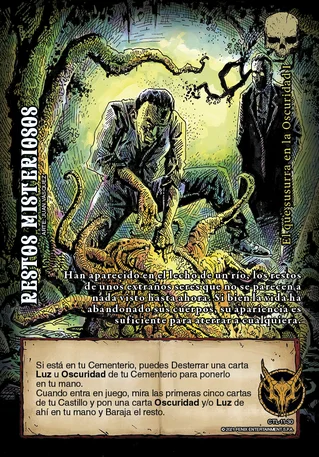 RESTOS MISTERIOSOS
El que susurra en la Oscuridad I
Han aparecido en el lecho de un río, los restos
de unos extraños seres que no se parecen a
nada visto hasta ahora. Si bien la vida ha
abandonado sus cuerpos, su apariencia es
suficiente para aterrar a cualquiera.
Si está en tu Cementerio, puedes Desterrar una carta
Luz u Oscuridad de tu Cementerio para ponerlo
en tu mano.
Cuando entra en juego, mira las primeras cinco cartas
de tu Castillo y pon una carta Oscuridad y/o Luz de
ahí en tu mano y Baraja el resto.
© 2021 FENIX ENTERTAINMENT S.P.A.